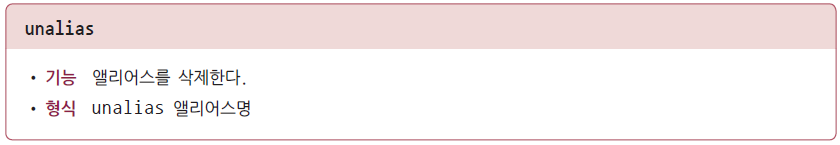 unalias
• 기능 앨리어스를 삭제한다.
• 형식 unalias 앨리어스명